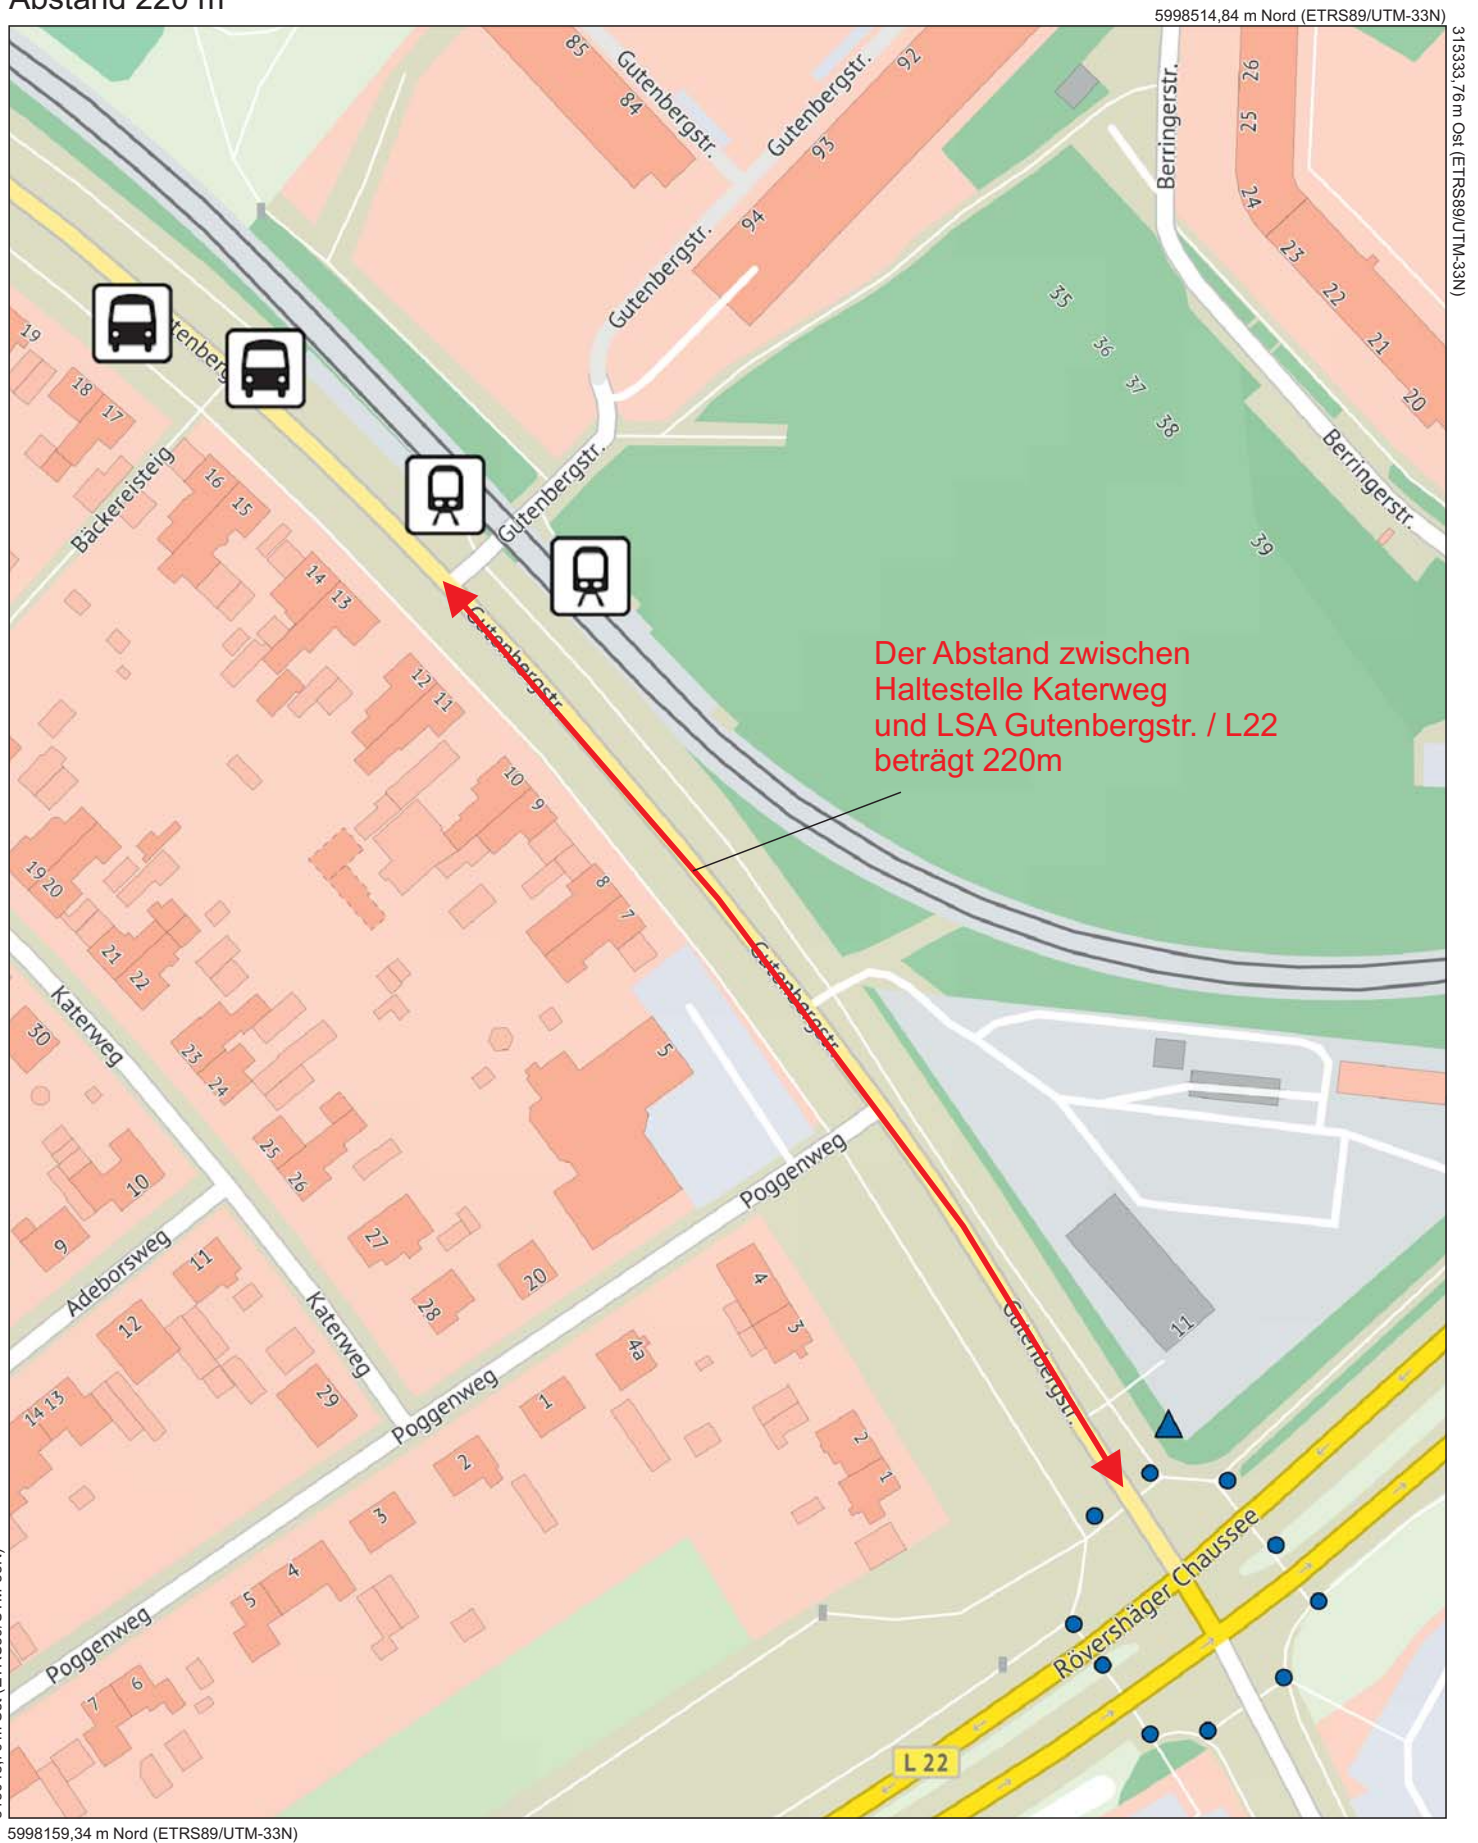 Abstand 220 m
5998514,84 m Nord (ETRS89/UTM-33N)
315333,76 m Ost (ETRS89/UTM-33N)
85
Gutenbergstr.
84
Gutenbergstr.
92
93
94
Gutenbergstr.
Berringerstr.
26
25
24
23
22
21
20
35
36
37
38
39
Berringerstr.
19
18
17
tenberg
Bäckereisteig
16
15
Gutenbergstr.
14
13
Gutenbergstr.
12
11
Der Abstand zwischen
Haltestelle Katerweg
und LSA Gutenbergstr. / L22
beträgt 220m
10
9
8
7
19 20
21
22
Gutenbergstr.
Katerweg
30
23
24
5
25
26
10
9
Adeborsweg
11
27
28
20
Poggenweg
12
Katerweg
29
14 13
4
3
4a
Gutenbergstr.
11
Poggenweg
1
2
3
2
1
4
5
Poggenweg
7
6
Rövershäger Chaussee
L 22
5998159,34 m Nord (ETRS89/UTM-33N)